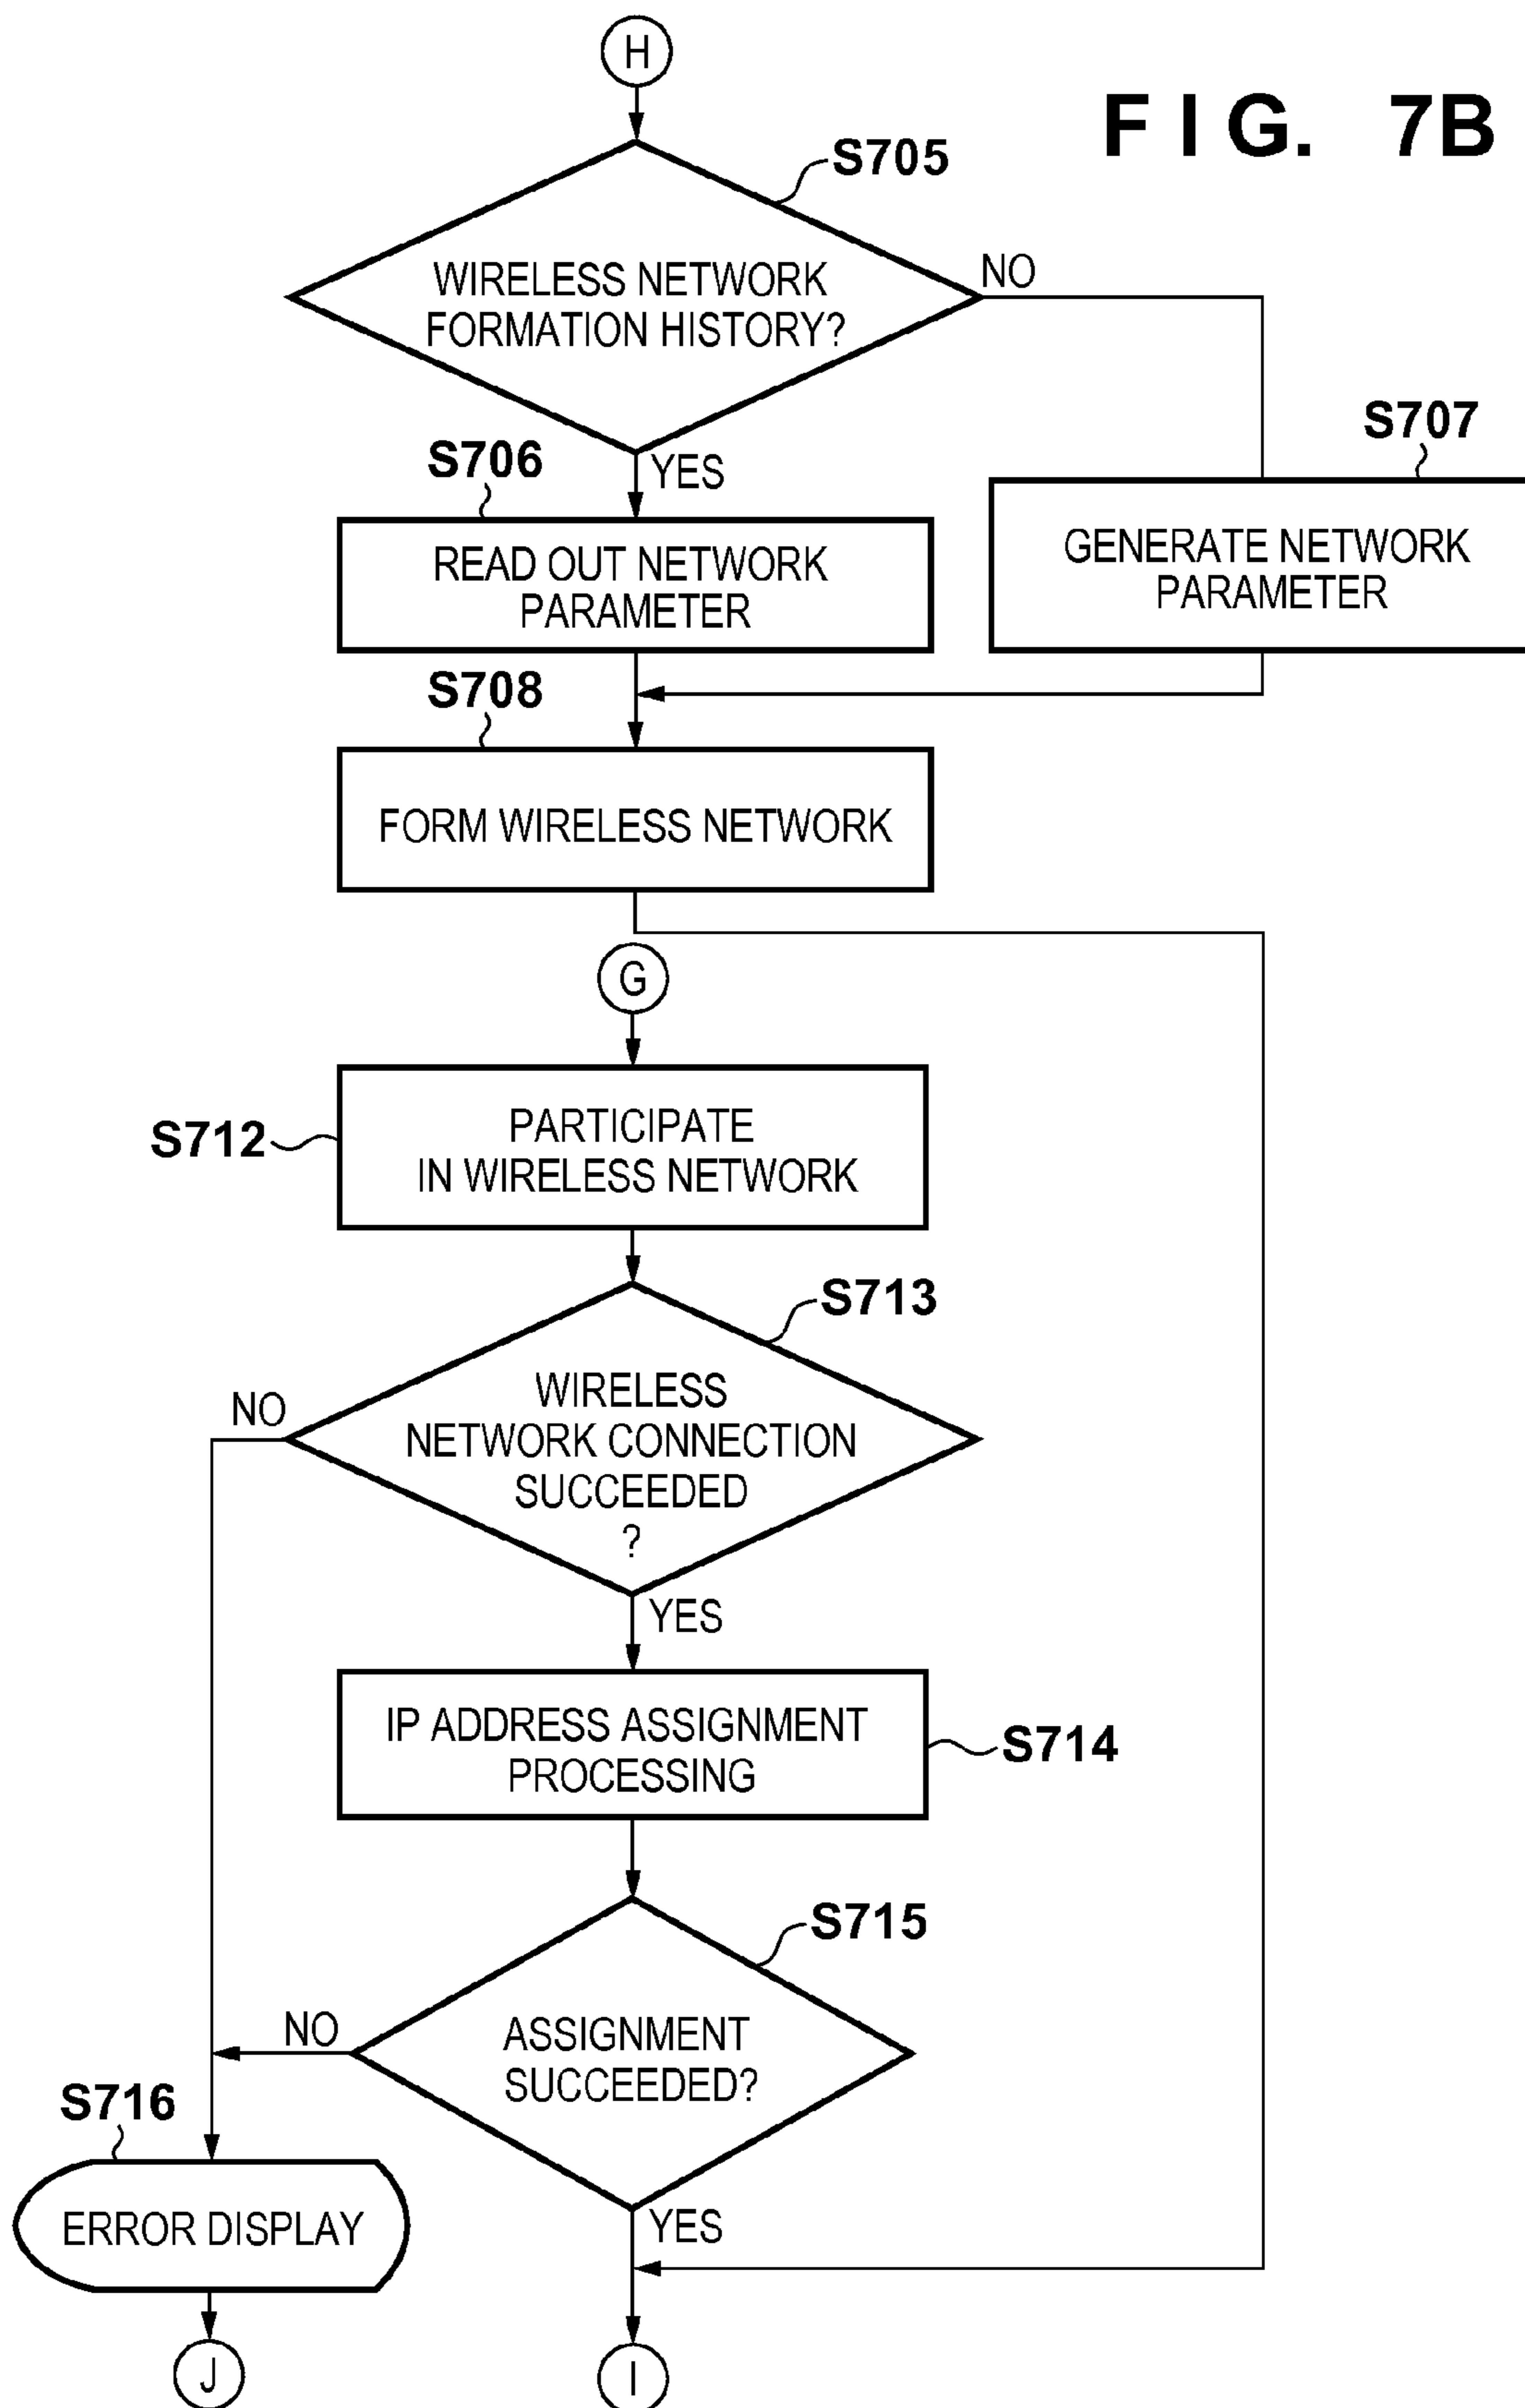 H
F I G. 7B
S705
WIRELESS NETWORK
FORMATION HISTORY?
NO
S707
S706
YES
GENERATE NETWORK
PARAMETER
READ OUT NETWORK
PARAMETER
S708
FORM WIRELESS NETWORK
G
S712
PARTICIPATE
IN WIRELESS NETWORK
S713
NO
WIRELESS
NETWORK CONNECTION
SUCCEEDED
?
YES
IP ADDRESS ASSIGNMENT
PROCESSING
S714
S715
NO
ASSIGNMENT
SUCCEEDED?
S716
ERROR DISPLAY
YES
J
I